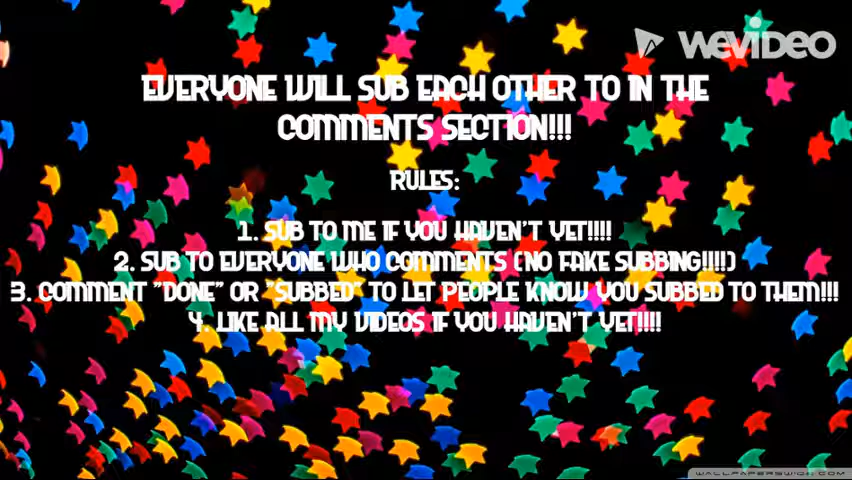 WEVIDEO
EVERYONE WILL SUB EACH OTHER TO IN THE
COMMENTS SECTION!!!
RULES:
1. SUB TO ME IF YOU HAVEN'T YET!!!!
2. SUB TO EVERYONE WHO COMMENTS (NO FAKE SUBBING!!!!)
3. COMMENT "DONE" OR "SUBBED" TO LET PEOPLE KNOW YOU SUBBED TO THEM!!!
4. LIKE ALL MY VIDEOS IF YOU HAVEN'T YET!!!!
WALLPAPERSWIDE.COM